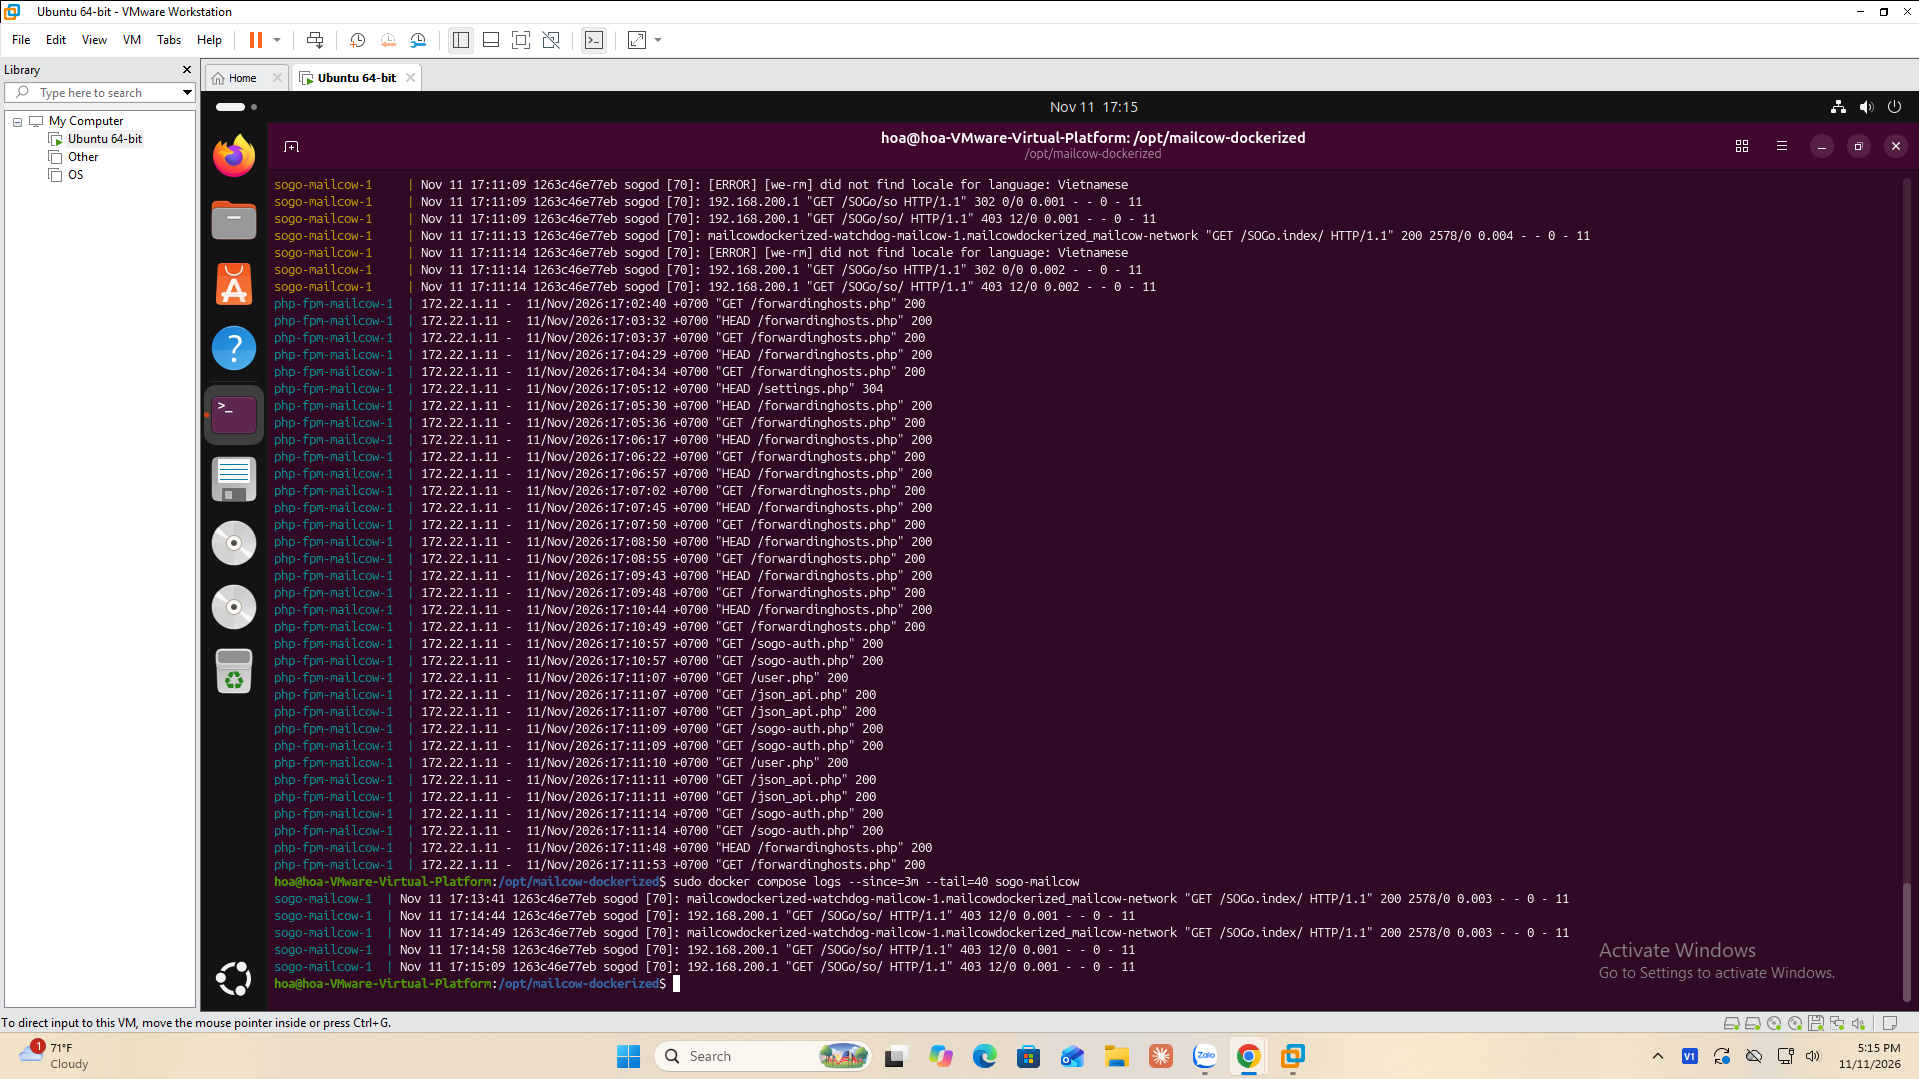 Ubuntu 64-bit - VMware Workstation
File Edit View VM Tabs Help
Library
Type here to search
My Computer
Ubuntu 64-bit
Other
OS
Home
Ubuntu 64-bit
Nov 11 17:15
hoa@hoa-VMware-Virtual-Platform: /opt/mailcow-dockerized
/opt/mailcow-dockerized
sogo-mailcow-1 | Nov 11 17:11:09 1263c46e77eb sogod [70]: [ERROR] [we-rm] did not find locale for language: Vietnamese
sogo-mailcow-1 | Nov 11 17:11:09 1263c46e77eb sogod [70]: 192.168.200.1 "GET /SOGo/so HTTP/1.1" 302 0/0 0.001 - - 0 - 11
sogo-mailcow-1 | Nov 11 17:11:09 1263c46e77eb sogod [70]: 192.168.200.1 "GET /SOGo/so/ HTTP/1.1" 403 12/0 0.001 - - 0 - 11
sogo-mailcow-1 | Nov 11 17:11:13 1263c46e77eb sogod [70]: mailcowdockerized-watchdog-mailcow-1.mailcowdockerized_mailcow-network "GET /SOGo.index/ HTTP/1.1" 200 2578/0 0.004 - - 0 - 11
sogo-mailcow-1 | Nov 11 17:11:14 1263c46e77eb sogod [70]: [ERROR] [we-rm] did not find locale for language: Vietnamese
sogo-mailcow-1 | Nov 11 17:11:14 1263c46e77eb sogod [70]: 192.168.200.1 "GET /SOGo/so HTTP/1.1" 302 0/0 0.002 - - 0 - 11
sogo-mailcow-1 | Nov 11 17:11:14 1263c46e77eb sogod [70]: 192.168.200.1 "GET /SOGo/so/ HTTP/1.1" 403 12/0 0.002 - - 0 - 11
php-fpm-mailcow-1 | 172.22.1.11 - 11/Nov/2026:17:02:40 +0700 "GET /forwardinghosts.php" 200
php-fpm-mailcow-1 | 172.22.1.11 - 11/Nov/2026:17:03:32 +0700 "HEAD /forwardinghosts.php" 200
php-fpm-mailcow-1 | 172.22.1.11 - 11/Nov/2026:17:03:37 +0700 "GET /forwardinghosts.php" 200
php-fpm-mailcow-1 | 172.22.1.11 - 11/Nov/2026:17:04:29 +0700 "HEAD /forwardinghosts.php" 200
php-fpm-mailcow-1 | 172.22.1.11 - 11/Nov/2026:17:04:34 +0700 "GET /forwardinghosts.php" 200
php-fpm-mailcow-1 | 172.22.1.11 - 11/Nov/2026:17:05:12 +0700 "HEAD /settings.php" 304
php-fpm-mailcow-1 | 172.22.1.11 - 11/Nov/2026:17:05:30 +0700 "HEAD /forwardinghosts.php" 200
php-fpm-mailcow-1 | 172.22.1.11 - 11/Nov/2026:17:05:36 +0700 "GET /forwardinghosts.php" 200
php-fpm-mailcow-1 | 172.22.1.11 - 11/Nov/2026:17:06:17 +0700 "HEAD /forwardinghosts.php" 200
php-fpm-mailcow-1 | 172.22.1.11 - 11/Nov/2026:17:06:22 +0700 "GET /forwardinghosts.php" 200
php-fpm-mailcow-1 | 172.22.1.11 - 11/Nov/2026:17:06:57 +0700 "HEAD /forwardinghosts.php" 200
php-fpm-mailcow-1 | 172.22.1.11 - 11/Nov/2026:17:07:02 +0700 "GET /forwardinghosts.php" 200
php-fpm-mailcow-1 | 172.22.1.11 - 11/Nov/2026:17:07:45 +0700 "HEAD /forwardinghosts.php" 200
php-fpm-mailcow-1 | 172.22.1.11 - 11/Nov/2026:17:07:50 +0700 "GET /forwardinghosts.php" 200
php-fpm-mailcow-1 | 172.22.1.11 - 11/Nov/2026:17:08:50 +0700 "HEAD /forwardinghosts.php" 200
php-fpm-mailcow-1 | 172.22.1.11 - 11/Nov/2026:17:08:55 +0700 "GET /forwardinghosts.php" 200
php-fpm-mailcow-1 | 172.22.1.11 - 11/Nov/2026:17:09:43 +0700 "HEAD /forwardinghosts.php" 200
php-fpm-mailcow-1 | 172.22.1.11 - 11/Nov/2026:17:09:48 +0700 "GET /forwardinghosts.php" 200
php-fpm-mailcow-1 | 172.22.1.11 - 11/Nov/2026:17:10:44 +0700 "HEAD /forwardinghosts.php" 200
php-fpm-mailcow-1 | 172.22.1.11 - 11/Nov/2026:17:10:49 +0700 "GET /forwardinghosts.php" 200
php-fpm-mailcow-1 | 172.22.1.11 - 11/Nov/2026:17:10:57 +0700 "GET /sogo-auth.php" 200
php-fpm-mailcow-1 | 172.22.1.11 - 11/Nov/2026:17:10:57 +0700 "GET /sogo-auth.php" 200
php-fpm-mailcow-1 | 172.22.1.11 - 11/Nov/2026:17:11:07 +0700 "GET /user.php" 200
php-fpm-mailcow-1 | 172.22.1.11 - 11/Nov/2026:17:11:07 +0700 "GET /json_api.php" 200
php-fpm-mailcow-1 | 172.22.1.11 - 11/Nov/2026:17:11:07 +0700 "GET /json_api.php" 200
php-fpm-mailcow-1 | 172.22.1.11 - 11/Nov/2026:17:11:09 +0700 "GET /sogo-auth.php" 200
php-fpm-mailcow-1 | 172.22.1.11 - 11/Nov/2026:17:11:09 +0700 "GET /sogo-auth.php" 200
php-fpm-mailcow-1 | 172.22.1.11 - 11/Nov/2026:17:11:10 +0700 "GET /user.php" 200
php-fpm-mailcow-1 | 172.22.1.11 - 11/Nov/2026:17:11:11 +0700 "GET /json_api.php" 200
php-fpm-mailcow-1 | 172.22.1.11 - 11/Nov/2026:17:11:11 +0700 "GET /json_api.php" 200
php-fpm-mailcow-1 | 172.22.1.11 - 11/Nov/2026:17:11:14 +0700 "GET /sogo-auth.php" 200
php-fpm-mailcow-1 | 172.22.1.11 - 11/Nov/2026:17:11:14 +0700 "GET /sogo-auth.php" 200
php-fpm-mailcow-1 | 172.22.1.11 - 11/Nov/2026:17:11:48 +0700 "HEAD /forwardinghosts.php" 200
php-fpm-mailcow-1 | 172.22.1.11 - 11/Nov/2026:17:11:53 +0700 "GET /forwardinghosts.php" 200
hoa@hoa-VMware-Virtual-Platform:/opt/mailcow-dockerized$ sudo docker compose logs --since=3m --tail=40 sogo-mailcow
sogo-mailcow-1 | Nov 11 17:13:41 1263c46e77eb sogod [70]: mailcowdockerized-watchdog-mailcow-1.mailcowdockerized_mailcow-network "GET /SOGo.index/ HTTP/1.1" 200 2578/0 0.003 - - 0 - 11
sogo-mailcow-1 | Nov 11 17:14:44 1263c46e77eb sogod [70]: 192.168.200.1 "GET /SOGo/so/ HTTP/1.1" 403 12/0 0.001 - - 0 - 11
sogo-mailcow-1 | Nov 11 17:14:49 1263c46e77eb sogod [70]: mailcowdockerized-watchdog-mailcow-1.mailcowdockerized_mailcow-network "GET /SOGo.index/ HTTP/1.1" 200 2578/0 0.003 - - 0 - 11
sogo-mailcow-1 | Nov 11 17:14:58 1263c46e77eb sogod [70]: 192.168.200.1 "GET /SOGo/so/ HTTP/1.1" 403 12/0 0.001 - - 0 - 11
sogo-mailcow-1 | Nov 11 17:15:09 1263c46e77eb sogod [70]: 192.168.200.1 "GET /SOGo/so/ HTTP/1.1" 403 12/0 0.001 - - 0 - 11
hoa@hoa-VMware-Virtual-Platform:/opt/mailcow-dockerized$
Activate Windows
Go to Settings to activate Windows.
To direct input to this VM, move the mouse pointer inside or press Ctrl+G.
1
71°F
Cloudy
Search
Zalo
V1
5:15 PM
11/11/2026